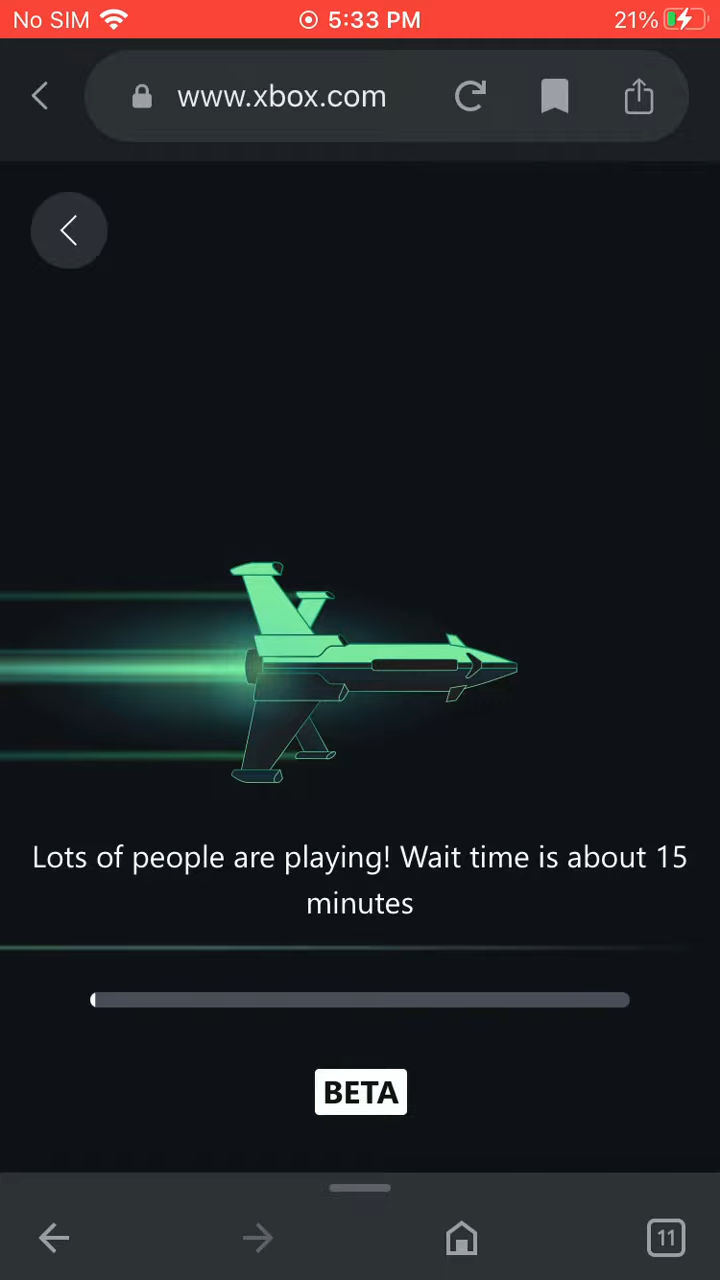 No SIM 5:33 PM 21%
www.xbox.com
Lots of people are playing! Wait time is about 15
minutes
BETA
11